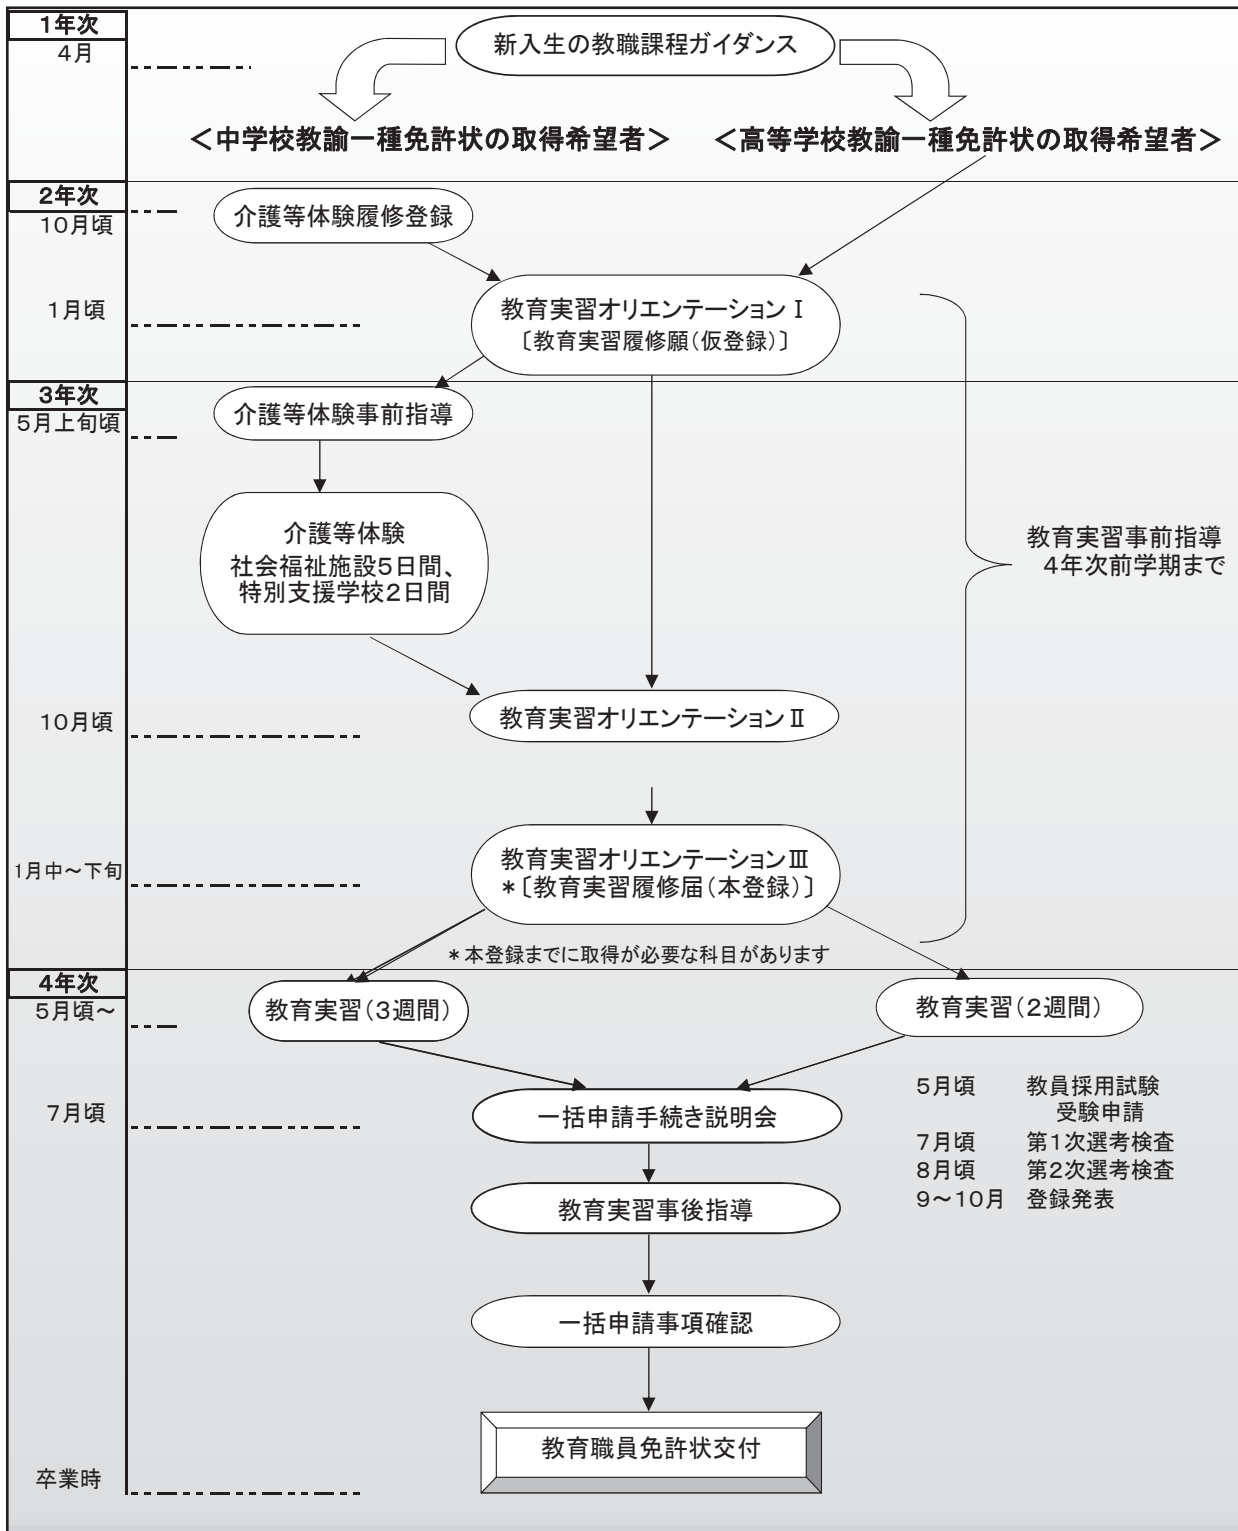 1年次
4月
新入生の教職課程ガイダンス
＜中学校教諭一種免許状の取得希望者＞
＜高等学校教諭一種免許状の取得希望者＞
2年次
10月頃
介護等体験履修登録
1月頃
教育実習オリエンテーションⅠ
〔教育実習履修願（仮登録）〕
3年次
5月上旬頃
介護等体験事前指導
介護等体験
社会福祉施設5日間、
特別支援学校2日間
教育実習事前指導
4年次前学期まで
10月頃
教育実習オリエンテーションⅡ
1月中～下旬
教育実習オリエンテーションⅢ
＊〔教育実習履修届（本登録）〕
＊本登録までに取得が必要な科目があります
4年次
5月頃～
教育実習（3週間）
教育実習（2週間）
7月頃
一括申請手続き説明会
5月頃 教員採用試験
受験申請
7月頃 第1次選考検査
8月頃 第2次選考検査
9～10月 登録発表
教育実習事後指導
一括申請事項確認
教育職員免許状交付
卒業時